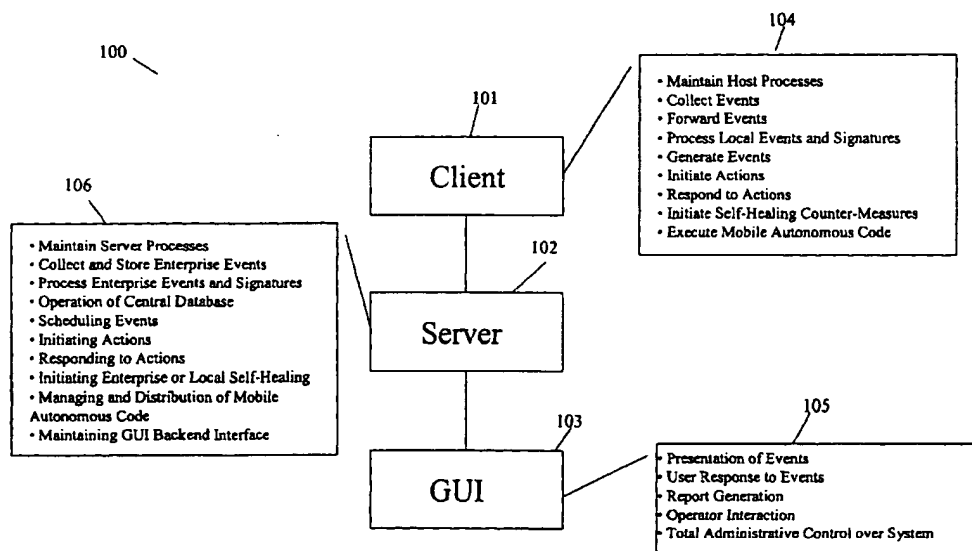 100
104
• Maintain Host Processes
• Collect Events
• Forward Events
• Process Local Events and Signatures
• Generate Events
• Initiate Actions
• Respond to Actions
• Initiate Self-Healing Counter-Measures
• Execute Mobile Autonomous Code
101
Client
106
• Maintain Server Processes
• Collect and Store Enterprise Events
• Process Enterprise Events and Signatures
• Operation of Central Database
• Scheduling Events
• Initiating Actions
• Responding to Actions
• Initiating Enterprise or Local Self-Healing
• Managing and Distribution of Mobile
Autonomous Code
• Maintaining GUI Backend Interface
102
Server
103
GUI
105
• Presentation of Events
• User Response to Events
• Report Generation
• Operator Interaction
• Total Administrative Control over System